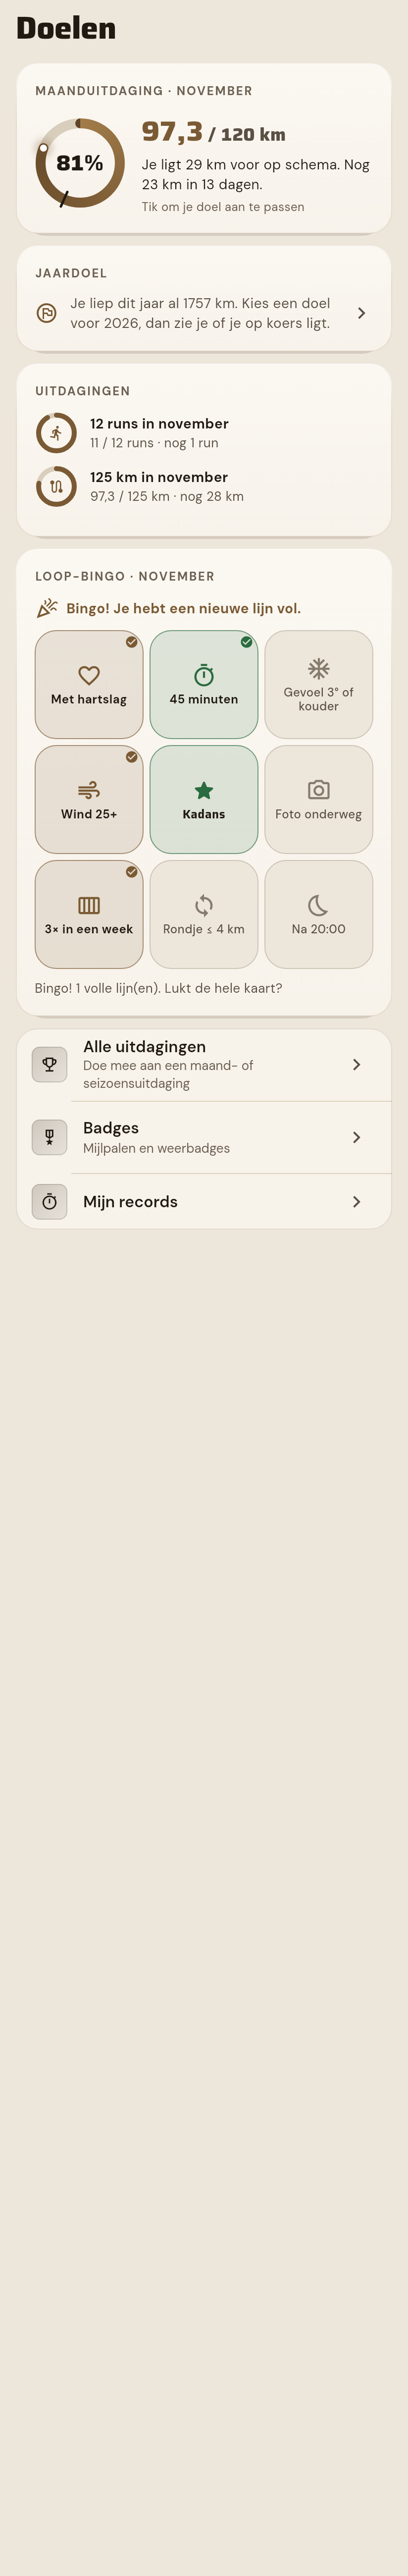 Doelen
MAANDUITDAGING · NOVEMBER
81%
97,3 / 120 km
Je ligt 29 km voor op schema. Nog
23 km in 13 dagen.
Tik om je doel aan te passen
JAARDOEL
Je liep dit jaar al 1757 km. Kies een doel
voor 2026, dan zie je of je op koers ligt.
UITDAGINGEN
12 runs in november
11 / 12 runs · nog 1 run
125 km in november
97,3 / 125 km · nog 28 km
LOOP-BINGO · NOVEMBER
Bingo! Je hebt een nieuwe lijn vol.
Met hartslag
45 minuten
Gevoel 3° of
kouder
Wind 25+
Kadans
Foto onderweg
3× in een week
Rondje ≤ 4 km
Na 20:00
Bingo! 1 volle lijn(en). Lukt de hele kaart?
Alle uitdagingen
Doe mee aan een maand- of
seizoensuitdaging
Badges
Mijlpalen en weerbadges
Mijn records